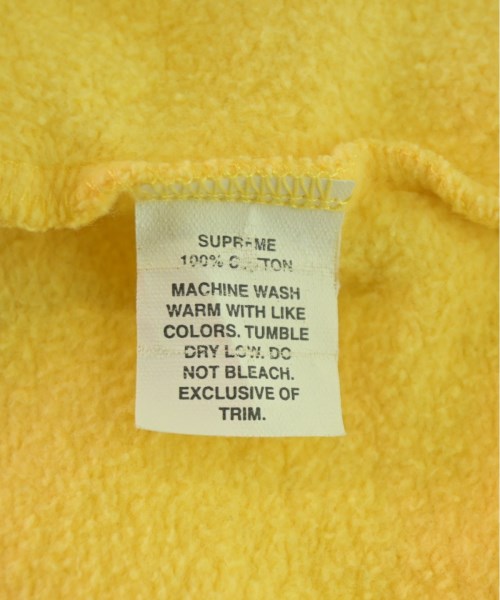 SUPREME
100% COTTON
MACHINE WASH
WARM WITH LIKE
COLORS. TUMBLE
DRY LOW. DO
NOT BLEACH.
EXCLUSIVE OF
TRIM.